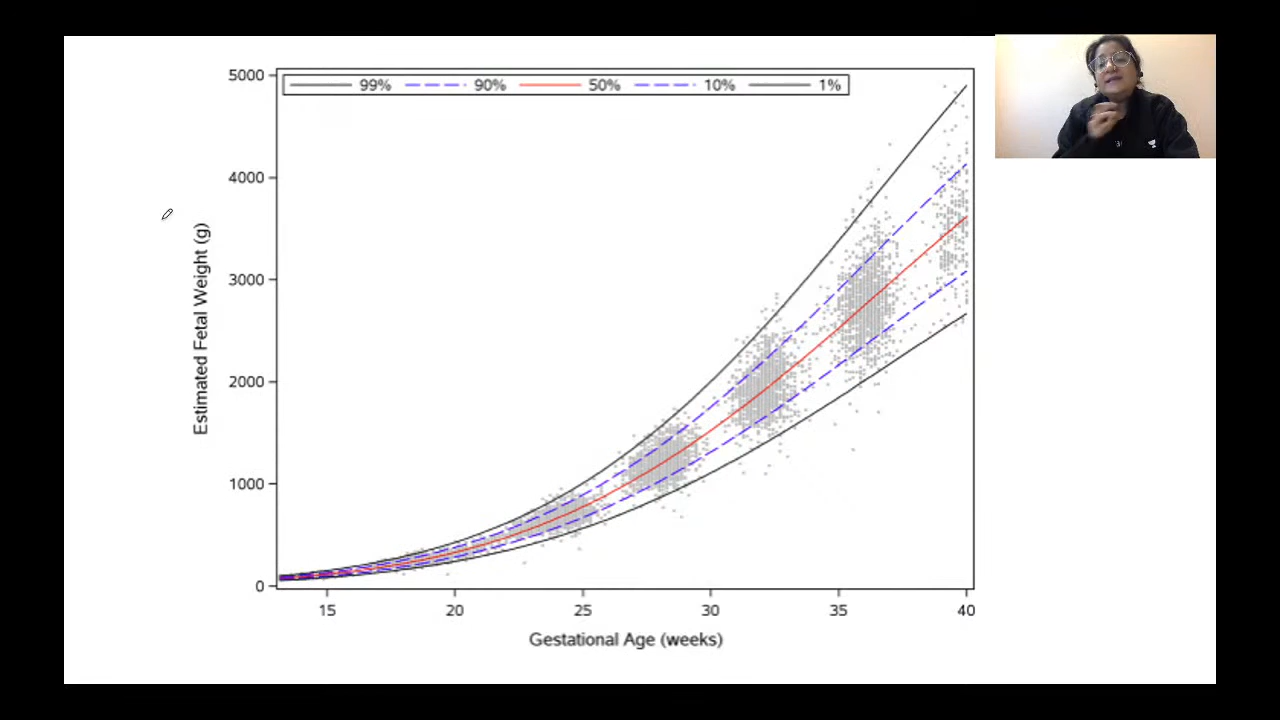 99% 90% 50% 10% 1%
5000
4000
3000
2000
1000
0
Estimated Fetal Weight (g)
15 20 25 30 35 40
Gestational Age (weeks)